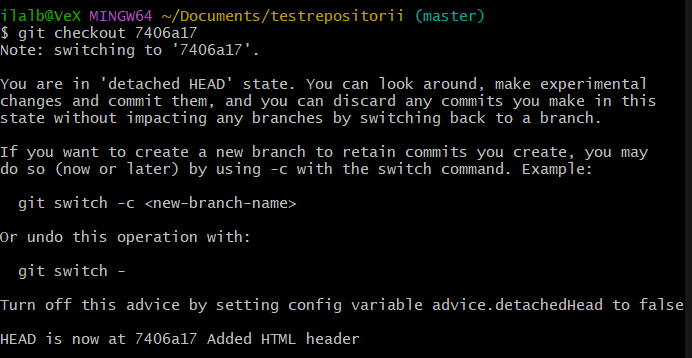 ilalb@VeX MINGW64 ~/Documents/testrepositorii (master)
$ git checkout 7406a17
Note: switching to '7406a17'.
You are in 'detached HEAD' state. You can look around, make experimental
changes and commit them, and you can discard any commits you make in this
state without impacting any branches by switching back to a branch.
If you want to create a new branch to retain commits you create, you may
do so (now or later) by using -c with the switch command. Example:
git switch -c <new-branch-name>
Or undo this operation with:
git switch -
Turn off this advice by setting config variable advice.detachedHead to false
HEAD is now at 7406a17 Added HTML header